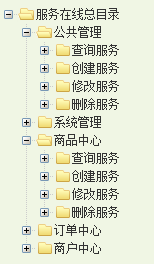 服务在线总目录
公共管理
查询服务
创建服务
修改服务
删除服务
系统管理
商品中心
查询服务
创建服务
修改服务
删除服务
订单中心
商户中心